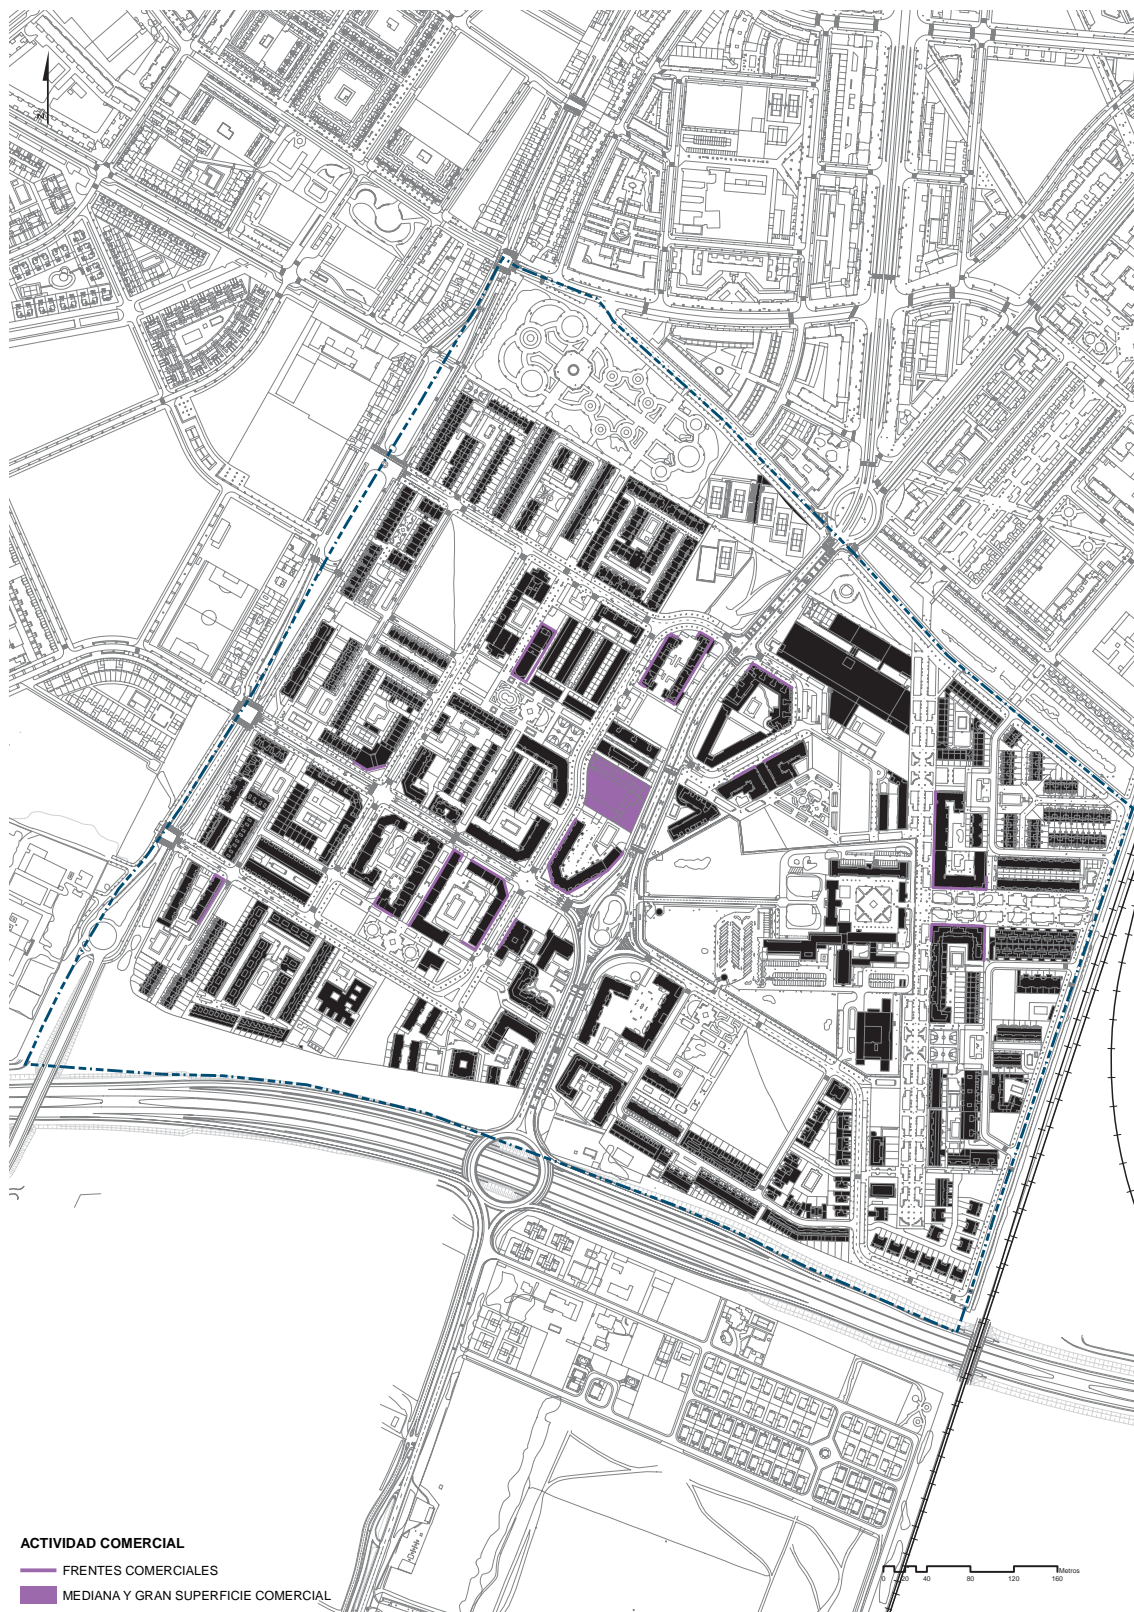 N
ACTIVIDAD COMERCIAL
FRENTES COMERCIALES
MEDIANA Y GRAN SUPERFICIE COMERCIAL
0 20 40 80 120 160 Metros